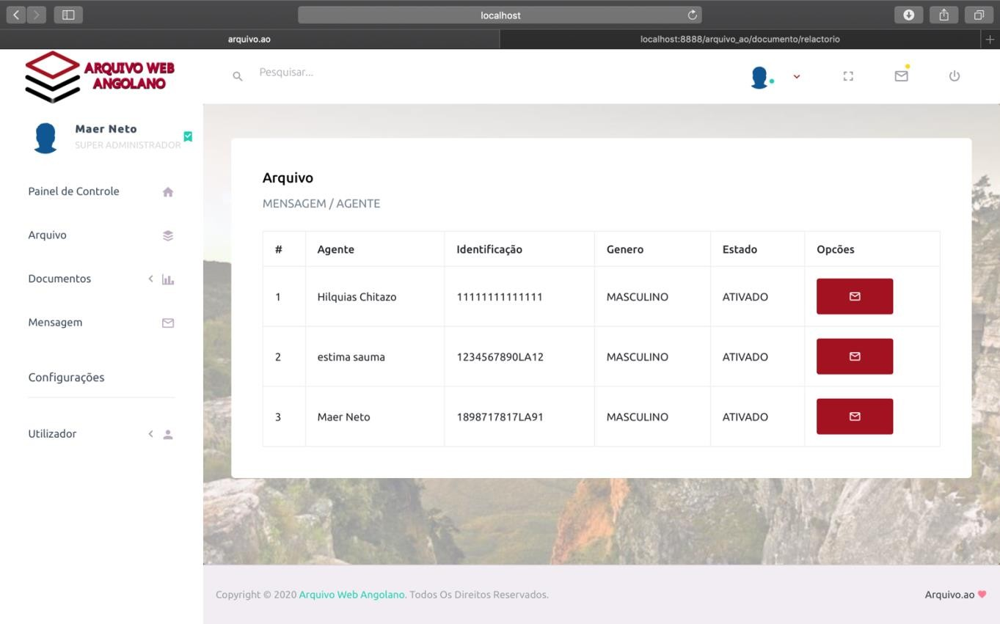 localhost
arquivo.ao
localhost:8888/arquivo_ao/documento/relactorio
ARQUIVO WEB
ANGOLANO
Pesquisar...
Maer Neto
SUPER ADMINISTRADOR
Painel de Controle
Arquivo
Documentos
Mensagem
Configurações
Utilizador
Arquivo
MENSAGEM / AGENTE
# Agente Identificação Genero Estado Opcões
1 Hilquias Chitazo 11111111111111 MASCULINO ATIVADO
2 estima sauma 1234567890LA12 MASCULINO ATIVADO
3 Maer Neto 1898717817LA91 MASCULINO ATIVADO
Copyright © 2020 Arquivo Web Angolano. Todos Os Direitos Reservados.
Arquivo.ao